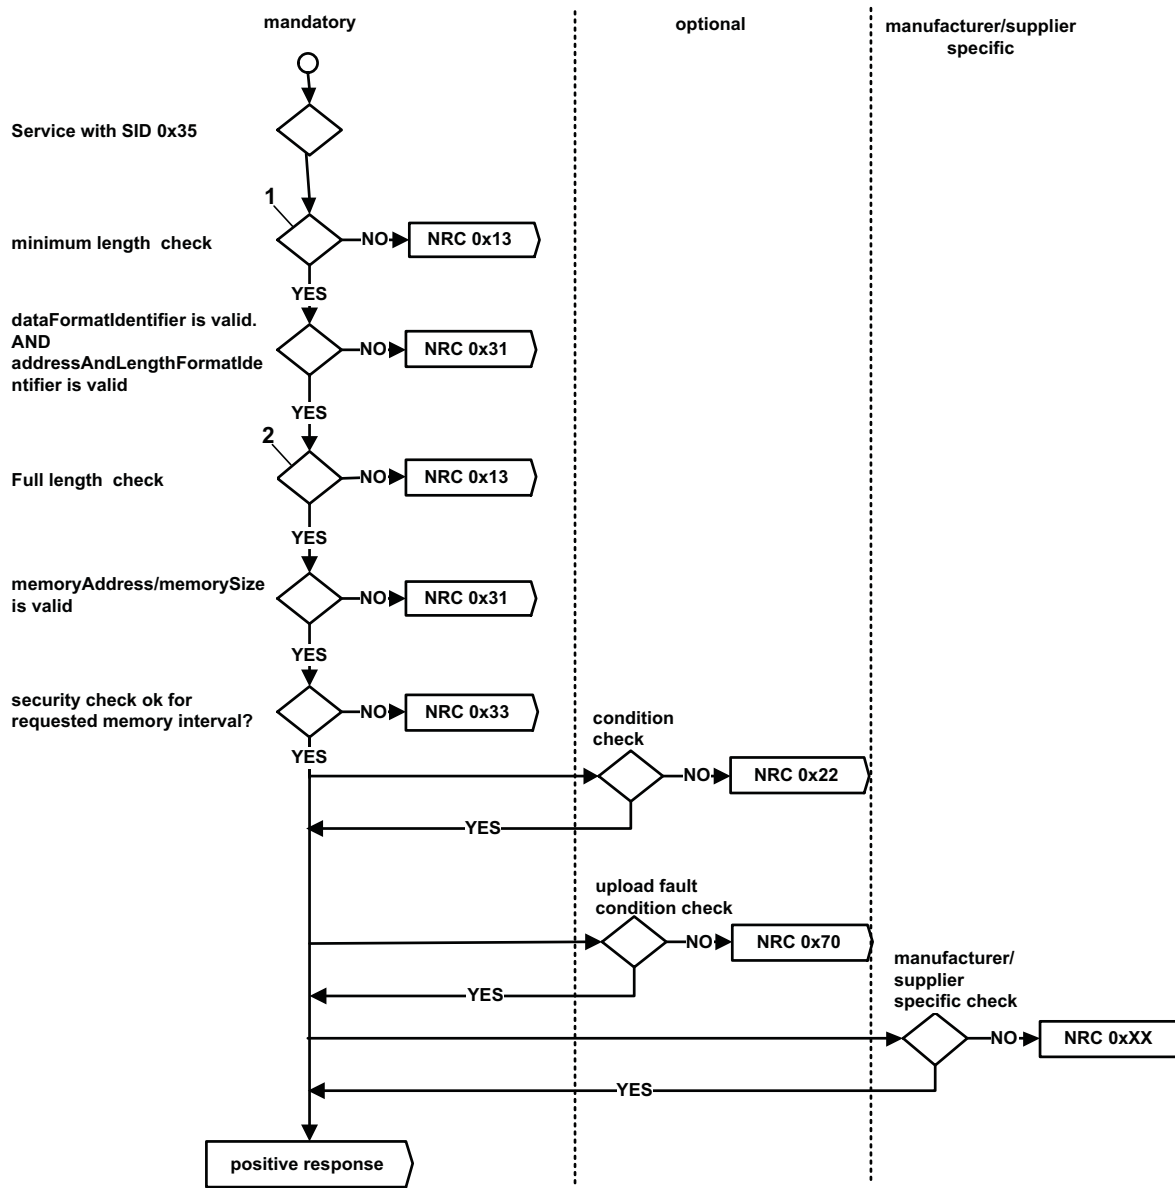 mandatory
optional
manufacturer/supplier
specific
Service with SID 0x35
1
minimum length check
NO
NRC 0x13
YES
dataFormatIdentifier is valid.
AND
addressAndLengthFormatIde
ntifier is valid
NO
NRC 0x31
YES
2
Full length check
NO
NRC 0x13
YES
memoryAddress/memorySize
is valid
NO
NRC 0x31
YES
security check ok for
requested memory interval?
NO
NRC 0x33
YES
condition
check
NO
NRC 0x22
YES
upload fault
condition check
NO
NRC 0x70
YES
manufacturer/
supplier
specific check
NO
NRC 0xXX
YES
positive response